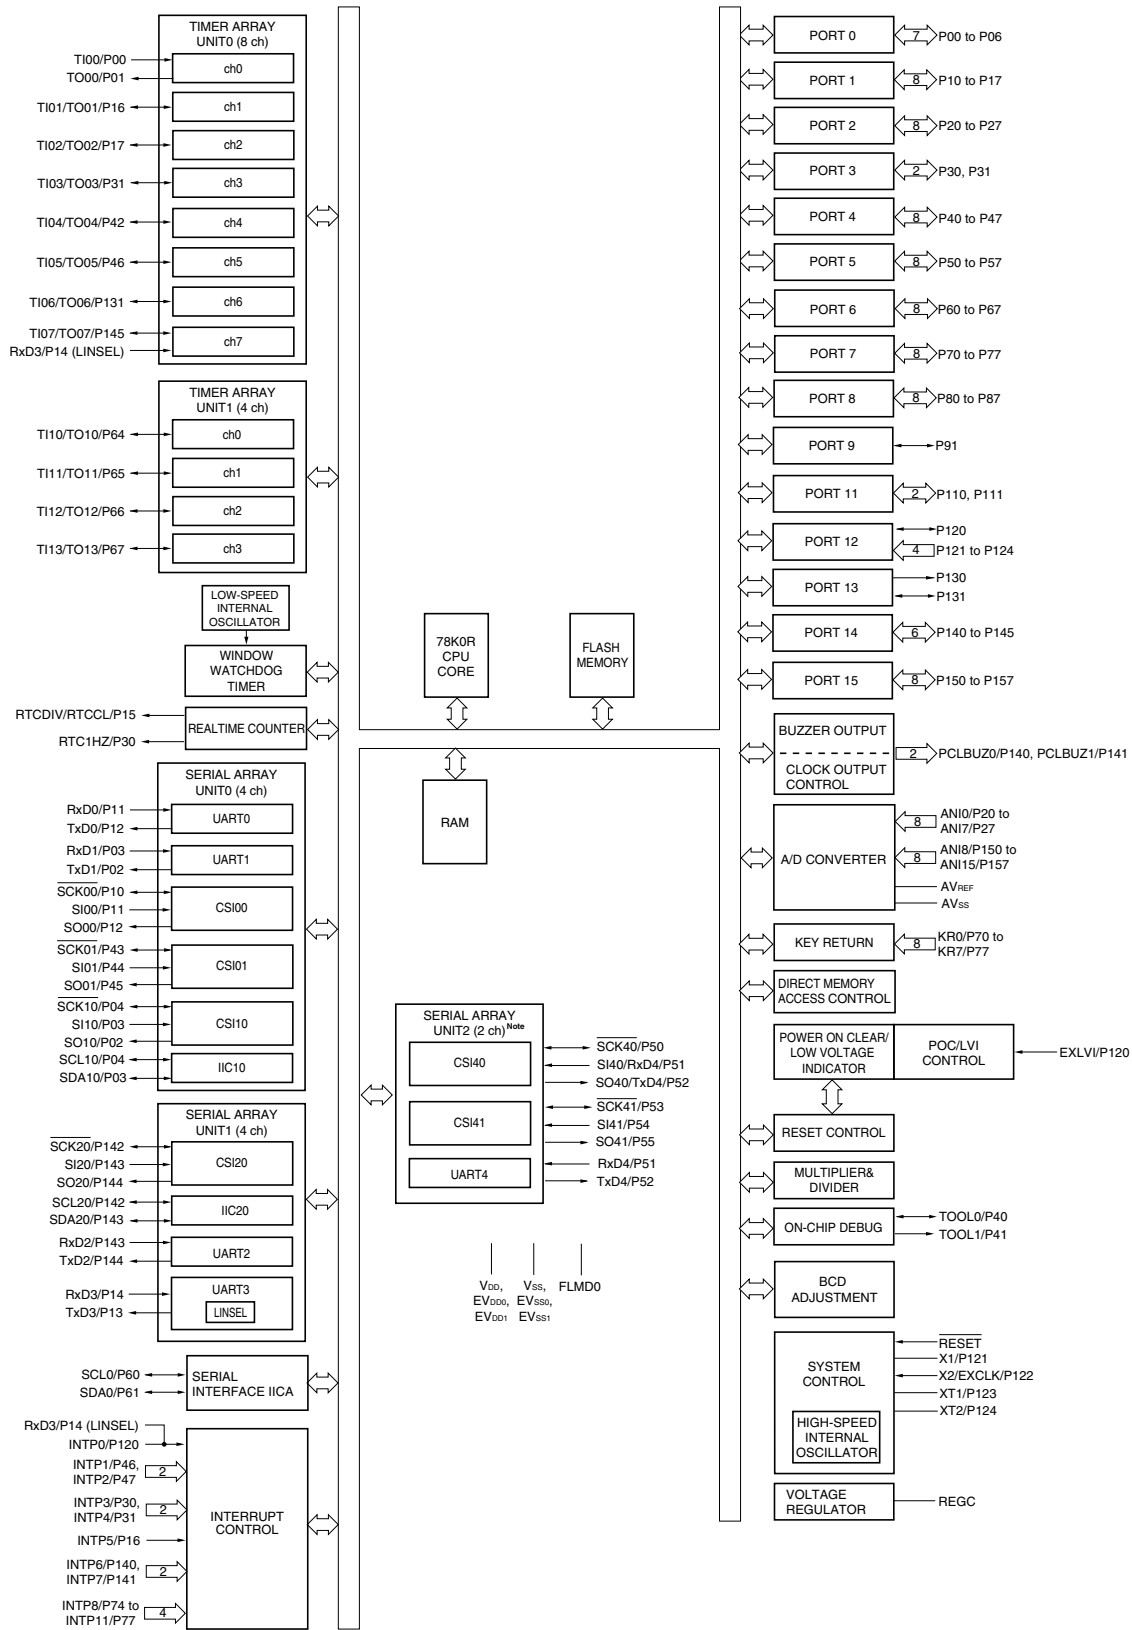 TIMER ARRAY
UNIT0 (8 ch)
TI00/P00
TO00/P01
ch0
TI01/TO01/P16
ch1
TI02/TO02/P17
ch2
TI03/TO03/P31
ch3
TI04/TO04/P42
ch4
TI05/TO05/P46
ch5
TI06/TO06/P131
ch6
TI07/TO07/P145
RxD3/P14 (LINSEL)
ch7
TIMER ARRAY
UNIT1 (4 ch)
TI10/TO10/P64
ch0
TI11/TO11/P65
ch1
TI12/TO12/P66
ch2
TI13/TO13/P67
ch3
LOW-SPEED
INTERNAL
OSCILLATOR
WINDOW
WATCHDOG
TIMER
RTCDIV/RTCCL/P15
RTC1HZ/P30
REALTIME COUNTER
SERIAL ARRAY
UNIT0 (4 ch)
RxD0/P11
TxD0/P12
UART0
RxD1/P03
TxD1/P02
UART1
SCK00/P10
SI00/P11
SO00/P12
CSI00
SCK01/P43
SI01/P44
SO01/P45
CSI01
SCK10/P04
SI10/P03
SO10/P02
CSI10
SCL10/P04
SDA10/P03
IIC10
SERIAL ARRAY
UNIT1 (4 ch)
SCK20/P142
SI20/P143
SO20/P144
CSI20
SCL20/P142
SDA20/P143
IIC20
RxD2/P143
TxD2/P144
UART2
RxD3/P14
TxD3/P13
UART3
LINSEL
SCL0/P60
SDA0/P61
SERIAL
INTERFACE IICA
RxD3/P14 (LINSEL)
INTP0/P120
INTP1/P46,
INTP2/P47
2
INTP3/P30,
INTP4/P31
2
INTP5/P16
INTP6/P140,
INTP7/P141
2
INTP8/P74 to
INTP11/P77
4
INTERRUPT
CONTROL
78K0R
CPU
CORE
FLASH
MEMORY
RAM
SERIAL ARRAY
UNIT2 (2 ch) Note
CSI40
SCK40/P50
SI40/RxD4/P51
SO40/TxD4/P52
CSI41
SCK41/P53
SI41/P54
SO41/P55
UART4
RxD4/P51
TxD4/P52
VDD,
EVDD0,
EVDD1
VSS,
EVSS0,
EVSS1
FLMD0
PORT 0
7
P00 to P06
PORT 1
8
P10 to P17
PORT 2
8
P20 to P27
PORT 3
2
P30, P31
PORT 4
8
P40 to P47
PORT 5
8
P50 to P57
PORT 6
8
P60 to P67
PORT 7
8
P70 to P77
PORT 8
8
P80 to P87
PORT 9
P91
PORT 11
2
P110, P111
PORT 12
P120
4
P121 to P124
PORT 13
P130
P131
PORT 14
6
P140 to P145
PORT 15
8
P150 to P157
BUZZER OUTPUT
CLOCK OUTPUT
CONTROL
2
PCLBUZ0/P140, PCLBUZ1/P141
A/D CONVERTER
8
ANI0/P20 to
ANI7/P27
8
ANI8/P150 to
ANI15/P157
AVREF
AVSS
KEY RETURN
8
KR0/P70 to
KR7/P77
DIRECT MEMORY
ACCESS CONTROL
POWER ON CLEAR/
LOW VOLTAGE
INDICATOR
POC/LVI
CONTROL
EXLVI/P120
RESET CONTROL
MULTIPLIER&
DIVIDER
ON-CHIP DEBUG
TOOL0/P40
TOOL1/P41
BCD
ADJUSTMENT
SYSTEM
CONTROL
HIGH-SPEED
INTERNAL
OSCILLATOR
RESET
X1/P121
X2/EXCLK/P122
XT1/P123
XT2/P124
VOLTAGE
REGULATOR
REGC